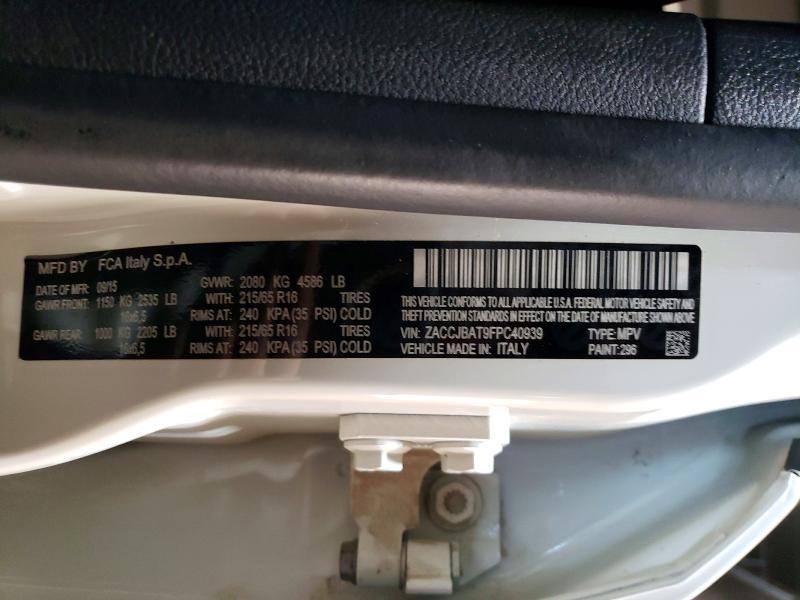 MFD BY FCA Italy S.p.A.
DATE OF MFR: 09/15 GVWR: 2080 KG 4586 LB
GAWR FRONT: 1150 KG 2535 LB WITH: 215/65 R16 TIRES
16x6,5 RIMS AT: 240 KPA (35 PSI) COLD
GAWR REAR: 1000 KG 2205 LB WITH: 215/65 R16 TIRES
16x6,5 RIMS AT: 240 KPA (35 PSI) COLD
THIS VEHICLE CONFORMS TO ALL APPLICABLE U.S.A. FEDERAL MOTOR VEHICLE SAFETY AND
THEFT PREVENTION STANDARDS IN EFFECT ON THE DATE OF MANUFACTURE SHOWN ABOVE.
VIN: ZACCJBAT9FPC40939 TYPE: MPV
VEHICLE MADE IN: ITALY PAINT: 296